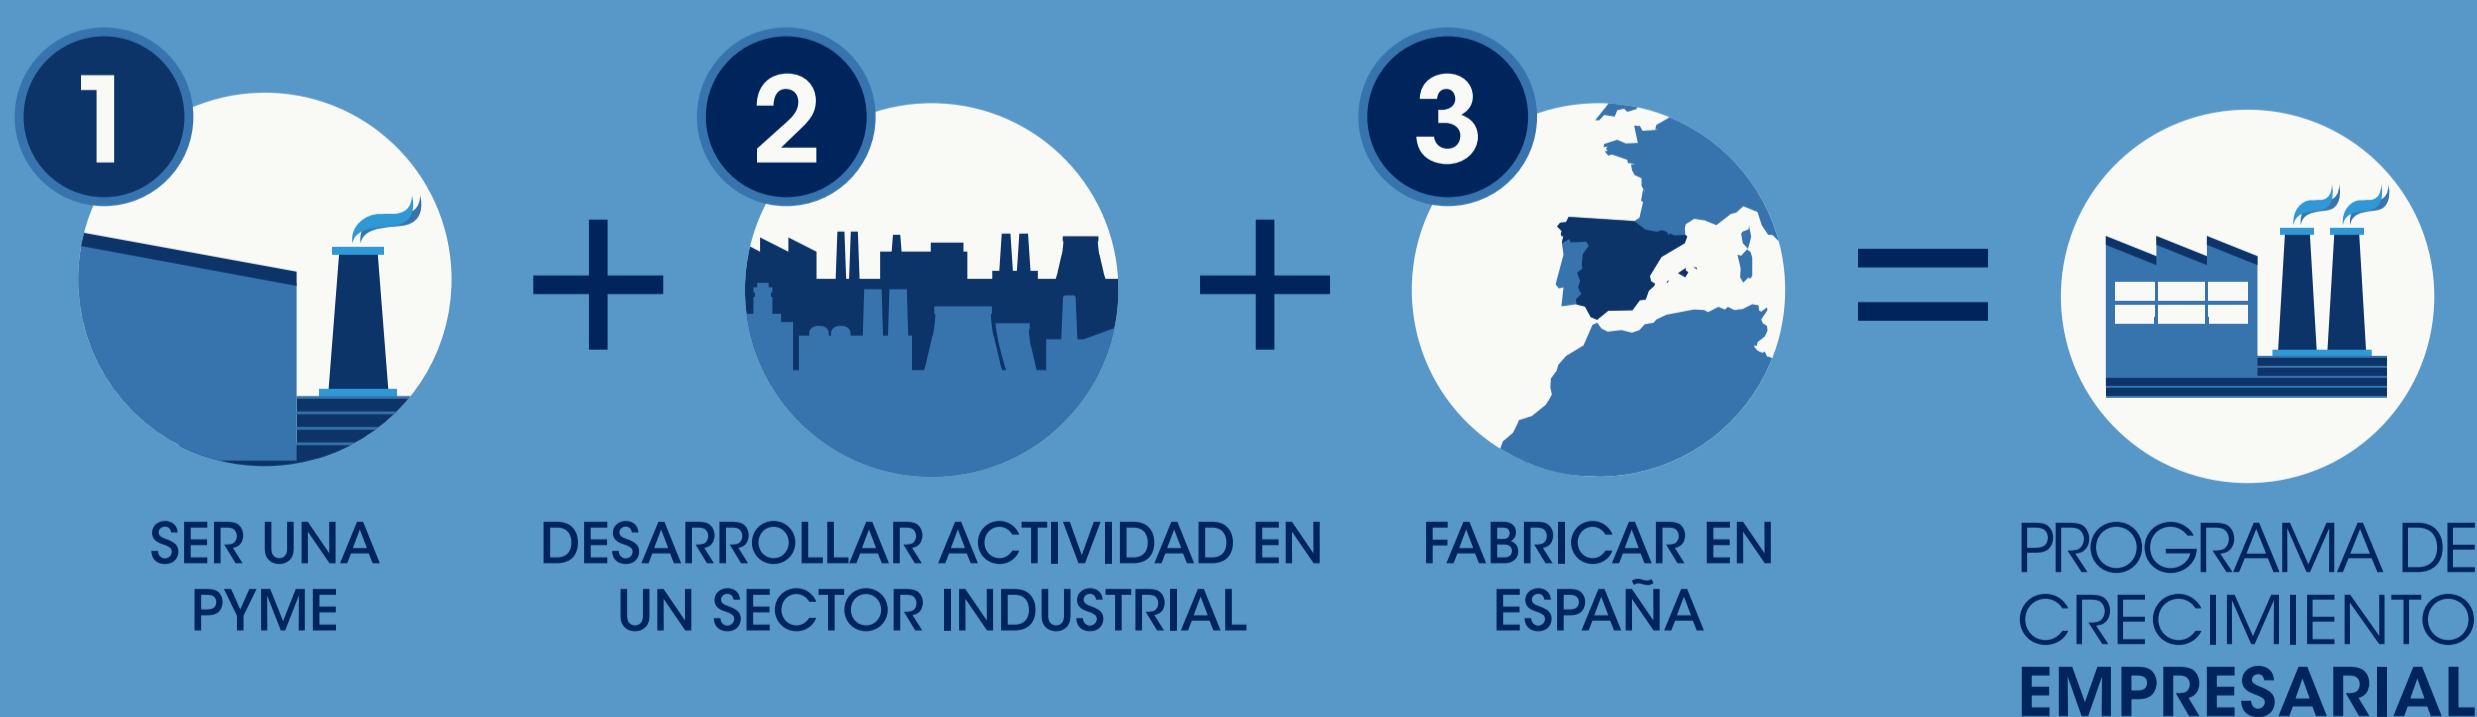 1
SER UNA
PYME
2
DESARROLLAR ACTIVIDAD EN
UN SECTOR INDUSTRIAL
3
FABRICAR EN
ESPAÑA
PROGRAMA DE
CRECIMIENTO
EMPRESARIAL